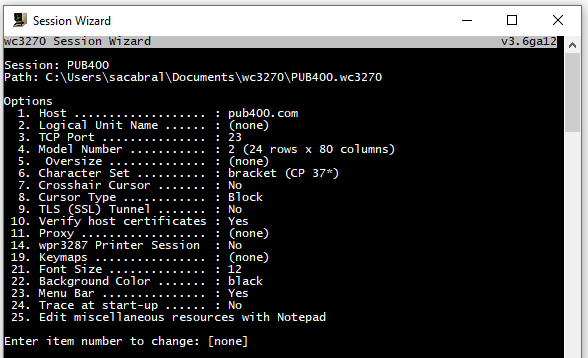 Session Wizard
wc3270 Session Wizard v3.6ga12
Session: PUB400
Path: C:\Users\sacabral\Documents\wc3270\PUB400.wc3270
Options
1. Host ................... : pub400.com
2. Logical Unit Name ...... : (none)
3. TCP Port ............... : 23
4. Model Number ........... : 2 (24 rows x 80 columns)
5.  Oversize .............. : (none)
6. Character Set .......... : bracket (CP 37*)
7. Crosshair Cursor ....... : No
8. Cursor Type ............ : Block
9. TLS (SSL) Tunnel ....... : No
10. Verify host certificates : Yes
11. Proxy .................. : (none)
14. wpr3287 Printer Session  : No
19. Keymaps ................ : (none)
21. Font Size .............. : 12
22. Background Color ....... : black
23. Menu Bar ............... : Yes
24. Trace at start-up ...... : No
25. Edit miscellaneous resources with Notepad
Enter item number to change: [none]